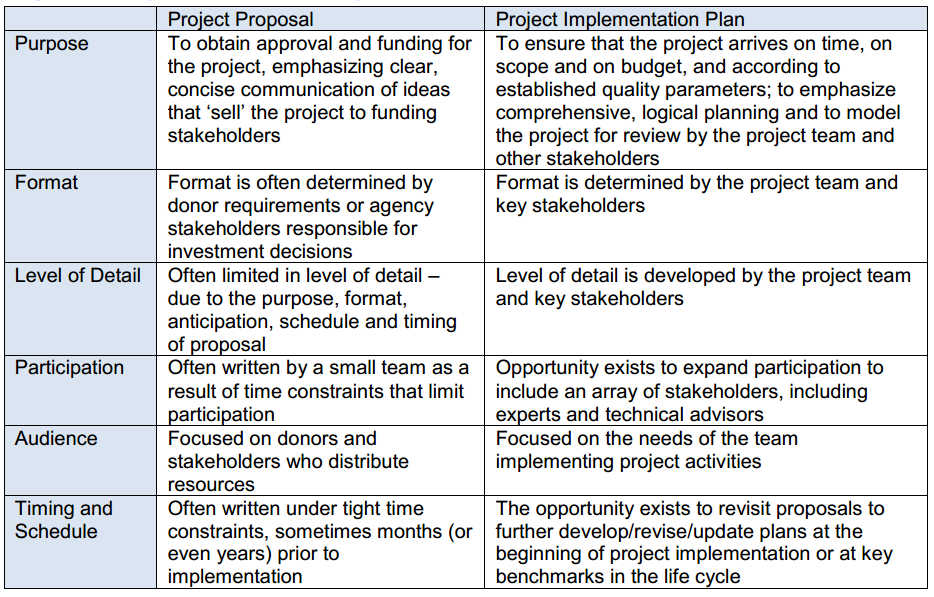 Project Proposal
Project Implementation Plan
Purpose
To obtain approval and funding for
the project, emphasizing clear,
concise communication of ideas
that ‘sell’ the project to funding
stakeholders
To ensure that the project arrives on time, on
scope and on budget, and according to
established quality parameters; to emphasize
comprehensive, logical planning and to model
the project for review by the project team and
other stakeholders
Format
Format is often determined by
donor requirements or agency
stakeholders responsible for
investment decisions
Format is determined by the project team and
key stakeholders
Level of Detail
Often limited in level of detail –
due to the purpose, format,
anticipation, schedule and timing
of proposal
Level of detail is developed by the project team
and key stakeholders
Participation
Often written by a small team as a
result of time constraints that limit
participation
Opportunity exists to expand participation to
include an array of stakeholders, including
experts and technical advisors
Audience
Focused on donors and
stakeholders who distribute
resources
Focused on the needs of the team
implementing project activities
Timing and
Schedule
Often written under tight time
constraints, sometimes months (or
even years) prior to
implementation
The opportunity exists to revisit proposals to
further develop/revise/update plans at the
beginning of project implementation or at key
benchmarks in the life cycle